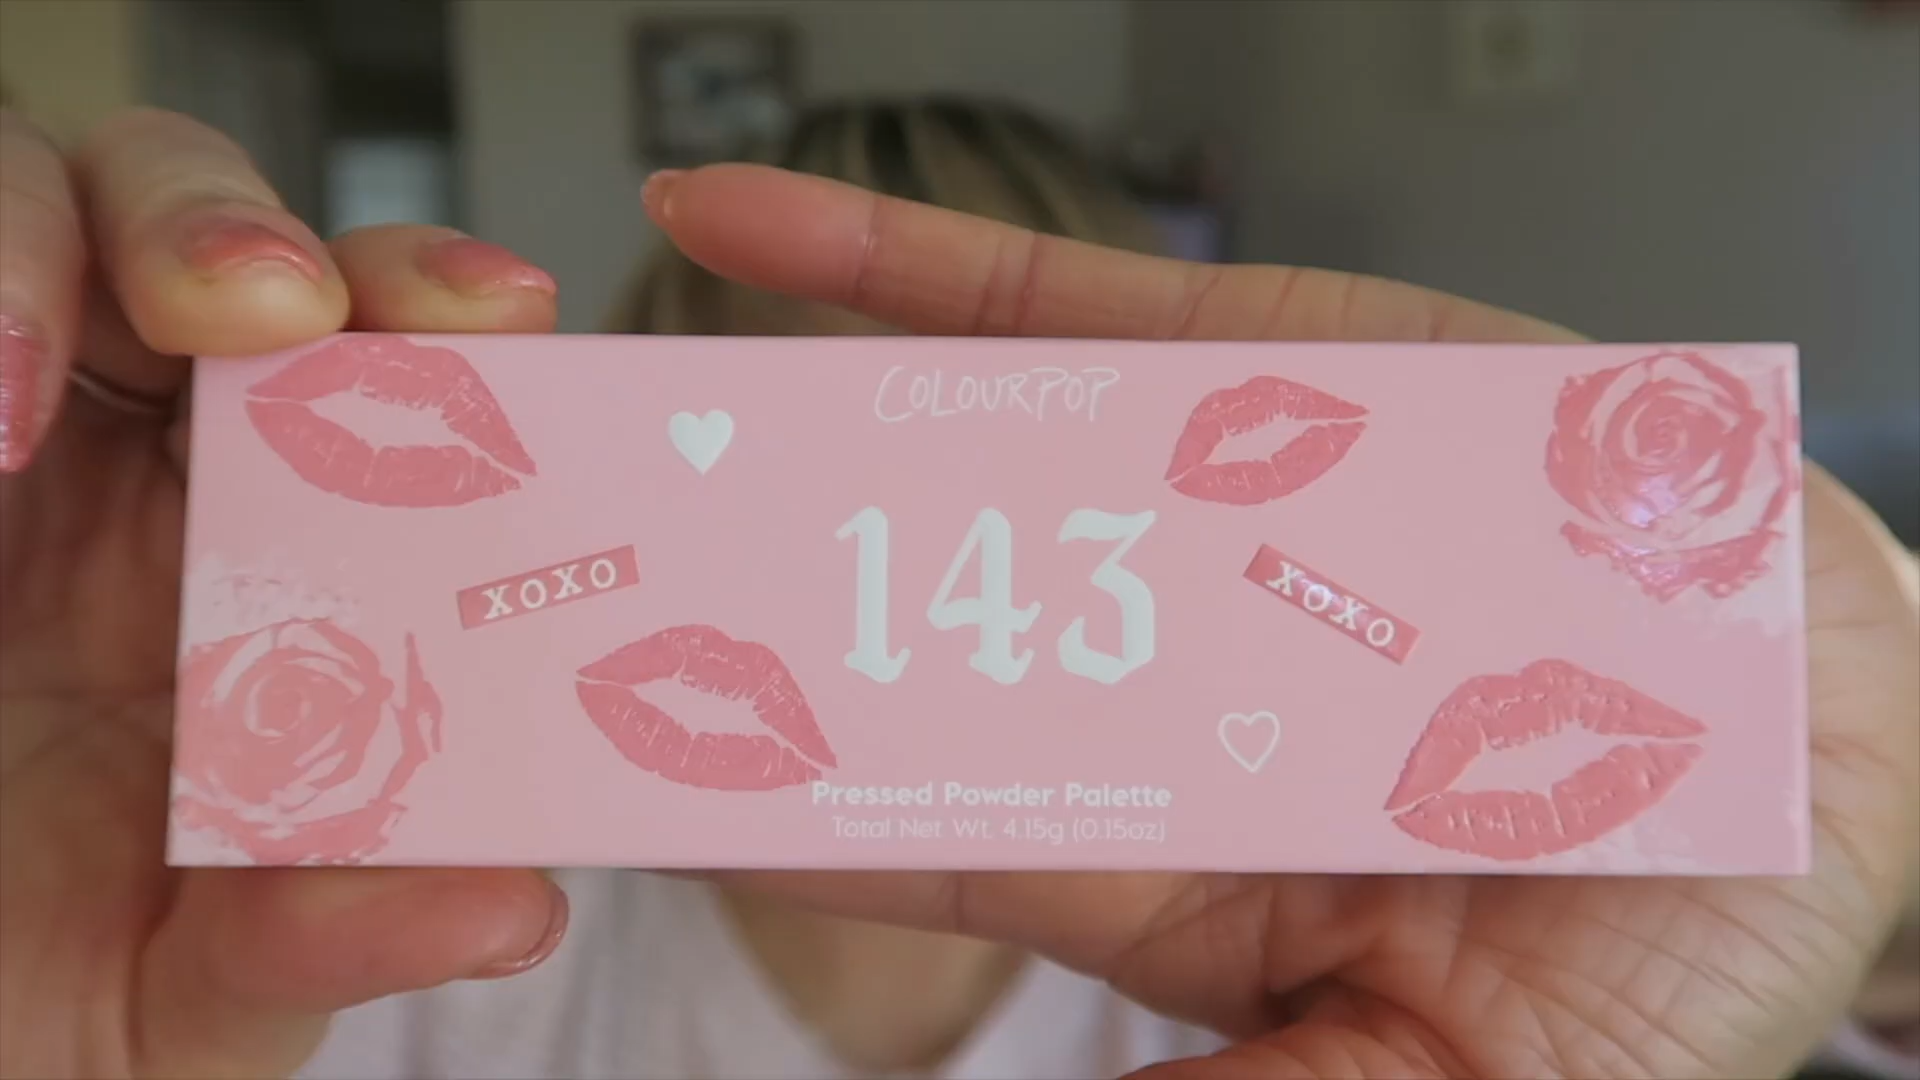 COLOURPOP
143
XOXO
XOXO
Pressed Powder Palette
Total Net Wt. 4.15g (0.15oz)